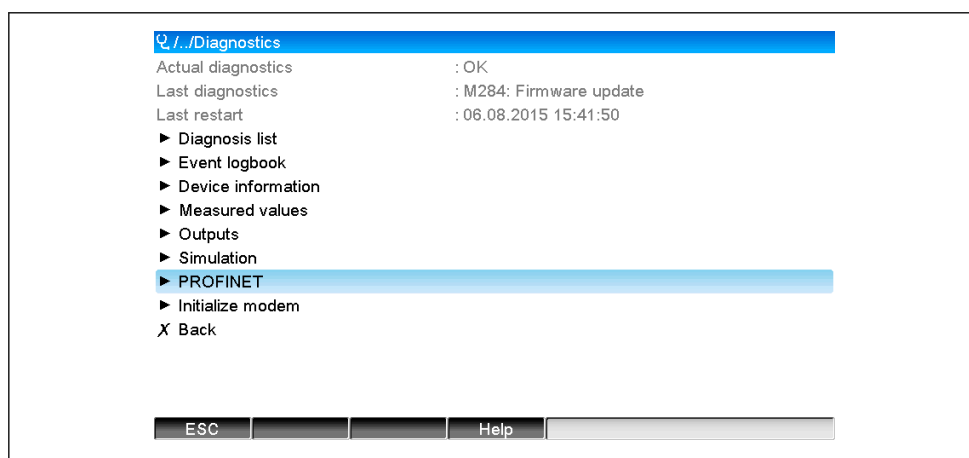 /../Diagnostics
Actual diagnostics : OK
Last diagnostics : M284: Firmware update
Last restart : 06.08.2015 15:41:50
► Diagnosis list
► Event logbook
► Device information
► Measured values
► Outputs
► Simulation
► PROFINET
► Initialize modem
X Back
ESC Help